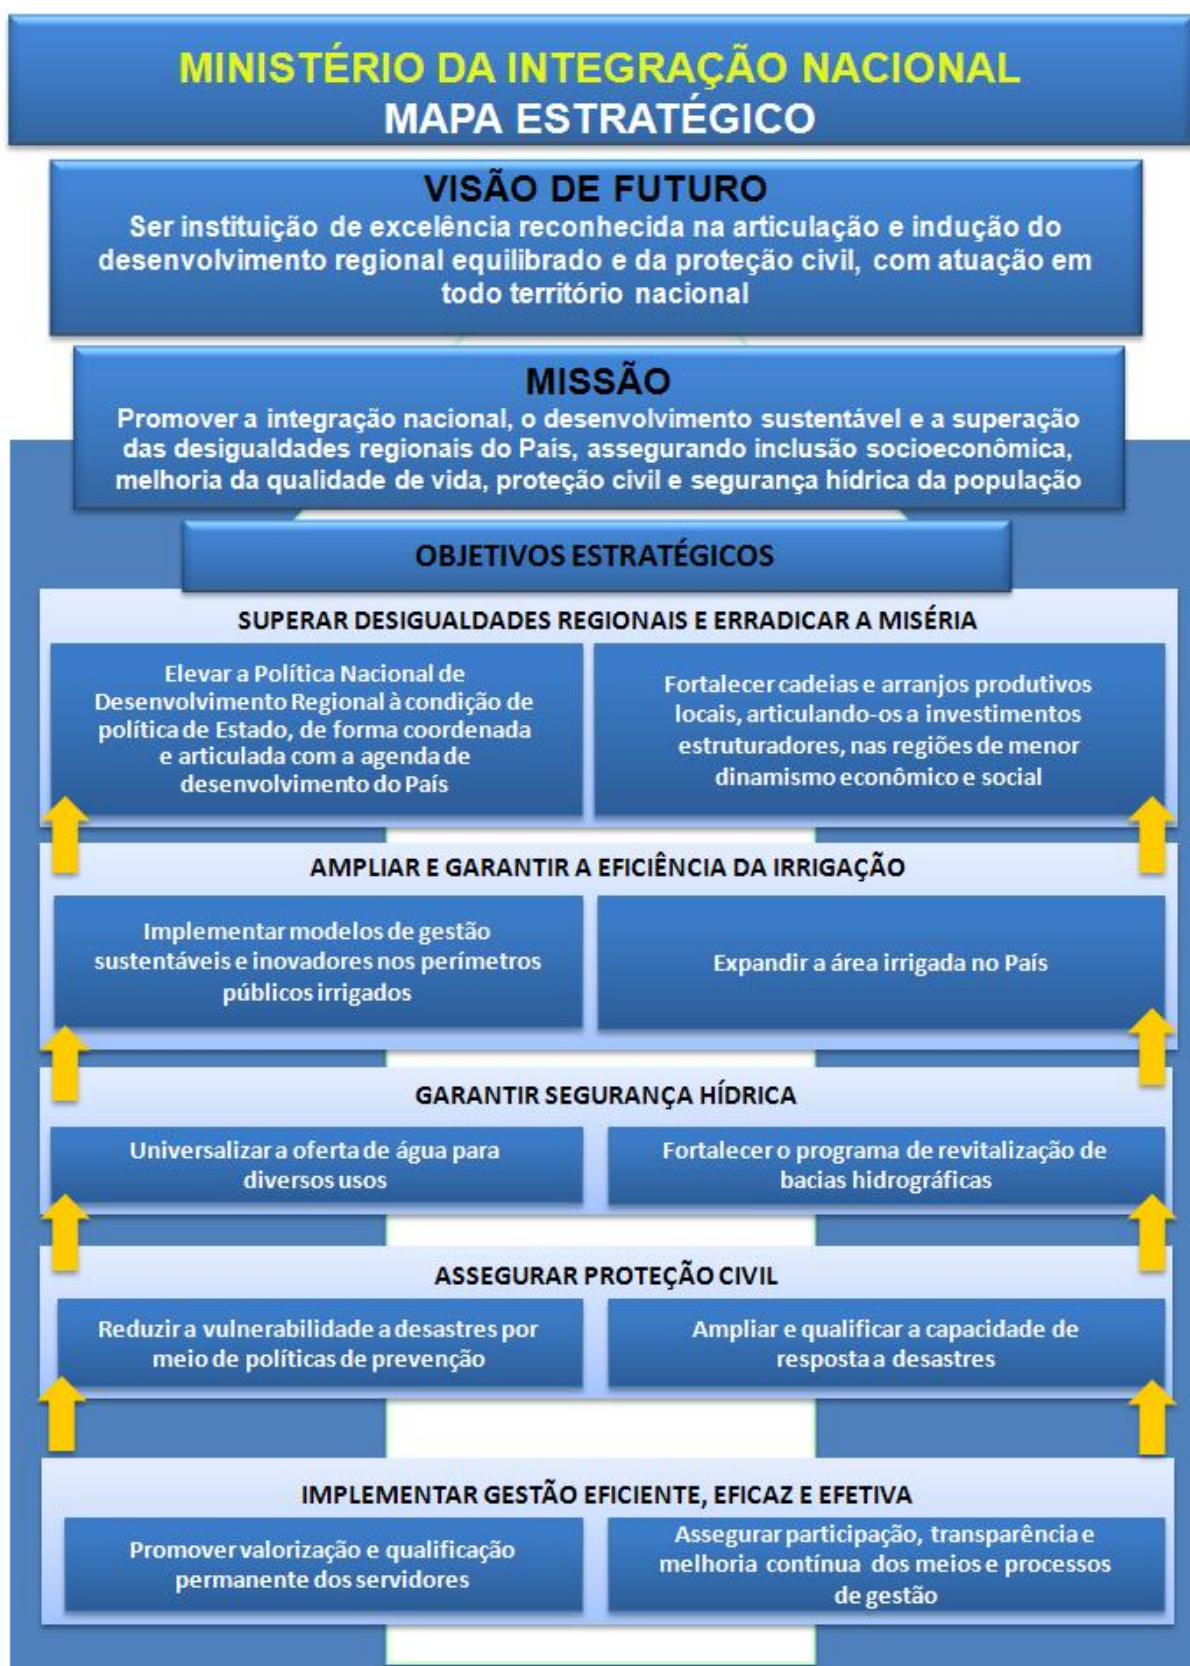 MINISTÉRIO DA INTEGRAÇÃO NACIONAL
MAPA ESTRATÉGICO
VISÃO DE FUTURO
Ser instituição de excelência reconhecida na articulação e indução do
desenvolvimento regional equilibrado e da proteção civil, com atuação em
todo território nacional
MISSÃO
Promover a integração nacional, o desenvolvimento sustentável e a superação
das desigualdades regionais do País, assegurando inclusão socioeconômica,
melhoria da qualidade de vida, proteção civil e segurança hídrica da população
OBJETIVOS ESTRATÉGICOS
SUPERAR DESIGUALDADES REGIONAIS E ERRADICAR A MISÉRIA
Elevar a Política Nacional de
Desenvolvimento Regional à condição de
política de Estado, de forma coordenada
e articulada com a agenda de
desenvolvimento do País
Fortalecer cadeias e arranjos produtivos
locais, articulando-os a investimentos
estruturadores, nas regiões de menor
dinamismo econômico e social
AMPLIAR E GARANTIR A EFICIÊNCIA DA IRRIGAÇÃO
Implementar modelos de gestão
sustentáveis e inovadores nos perímetros
públicos irrigados
Expandir a área irrigada no País
GARANTIR SEGURANÇA HÍDRICA
Universalizar a oferta de água para
diversos usos
Fortalecer o programa de revitalização de
bacias hidrográficas
ASSEGURAR PROTEÇÃO CIVIL
Reduzir a vulnerabilidade a desastres por
meio de políticas de prevenção
Ampliar e qualificar a capacidade de
resposta a desastres
IMPLEMENTAR GESTÃO EFICIENTE, EFICAZ E EFETIVA
Promover valorização e qualificação
permanente dos servidores
Assegurar participação, transparência e
melhoria contínua dos meios e processos
de gestão